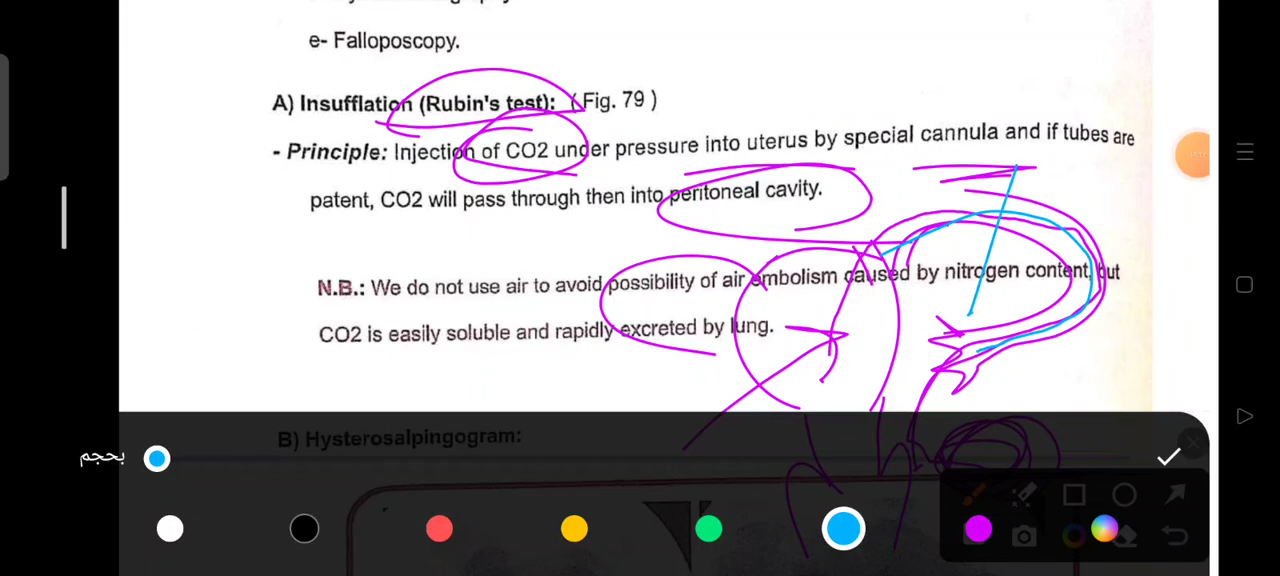 e- Falloposcopy.
A) Insufflation (Rubin's test): ( Fig. 79 )
- Principle: Injection of CO2 under pressure into uterus by special cannula and if tubes are
patent, CO2 will pass through then into peritoneal cavity.
N.B.: We do not use air to avoid possibility of air embolism caused by nitrogen content, but
CO2 is easily soluble and rapidly excreted by lung.
B) Hysterosalpingogram:
بحجم